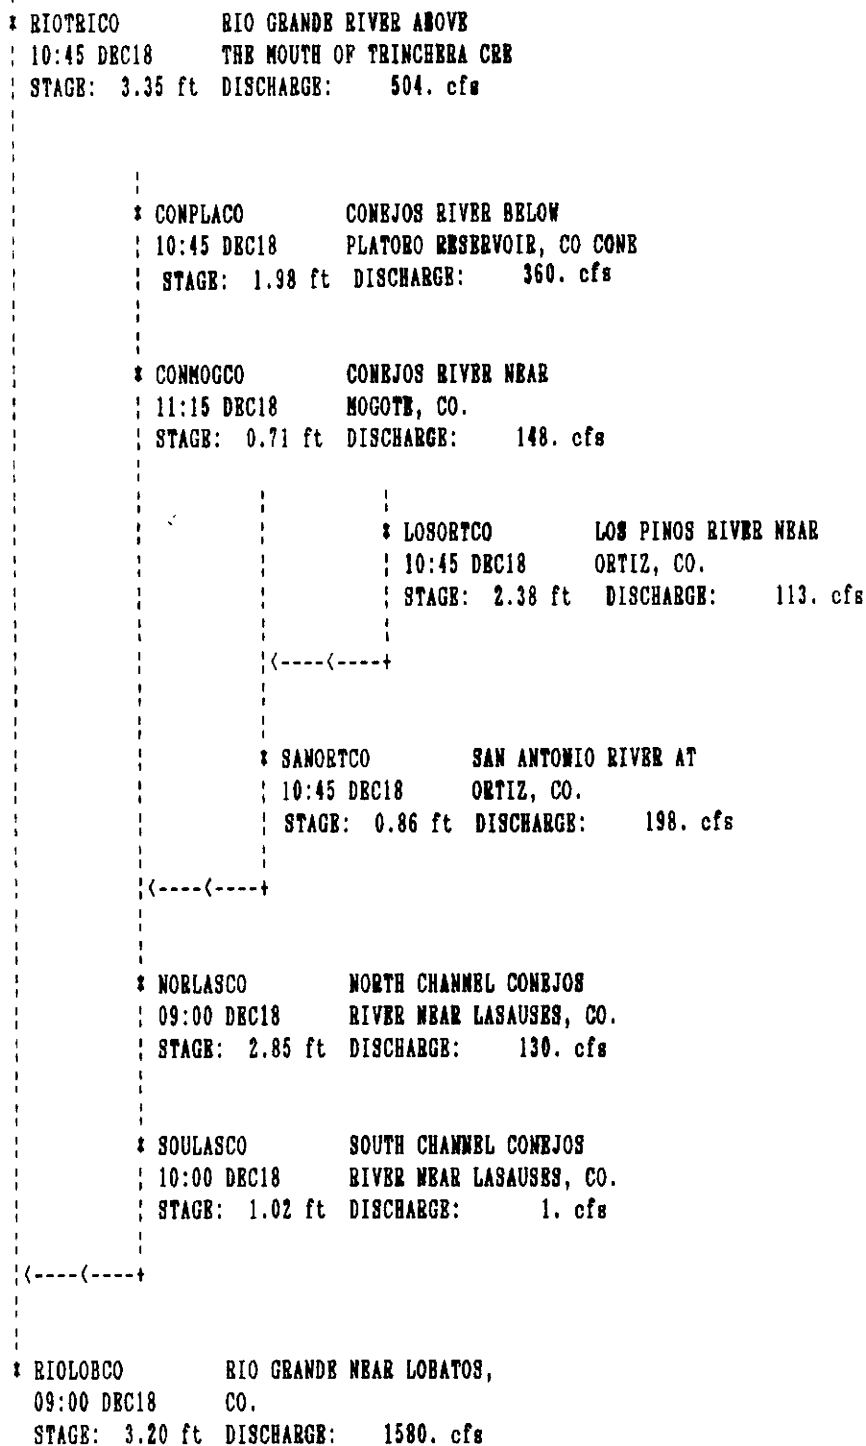 * RIOTRICO RIO GRANDE RIVER ABOVE
10:45 DEC18 THE MOUTH OF TRINCHERA CRE
STAGE: 3.35 ft DISCHARGE: 504. cfs
* CONPLACO CONEJOS RIVER BELOW
10:45 DEC18 PLATORO RESERVOIR, CO CONE
STAGE: 1.98 ft DISCHARGE: 360. cfs
* CONMOGCO CONEJOS RIVER NEAR
11:15 DEC18 MOGOTE, CO.
STAGE: 0.71 ft DISCHARGE: 148. cfs
* LOSORTCO LOS PINOS RIVER NEAR
10:45 DEC18 ORTIZ, CO.
STAGE: 2.38 ft DISCHARGE: 113. cfs
<----<----+
* SANORTCO SAN ANTONIO RIVER AT
10:45 DEC18 ORTIZ, CO.
STAGE: 0.86 ft DISCHARGE: 198. cfs
<----<----+
* NORLASCO NORTH CHANNEL CONEJOS
09:00 DEC18 RIVER NEAR LASAUSES, CO.
STAGE: 2.85 ft DISCHARGE: 130. cfs
* SOULASCO SOUTH CHANNEL CONEJOS
10:00 DEC18 RIVER NEAR LASAUSES, CO.
STAGE: 1.02 ft DISCHARGE: 1. cfs
<----<----+
* RIOLOBCO RIO GRANDE NEAR LOBATOS,
09:00 DEC18 CO.
STAGE: 3.20 ft DISCHARGE: 1580. cfs